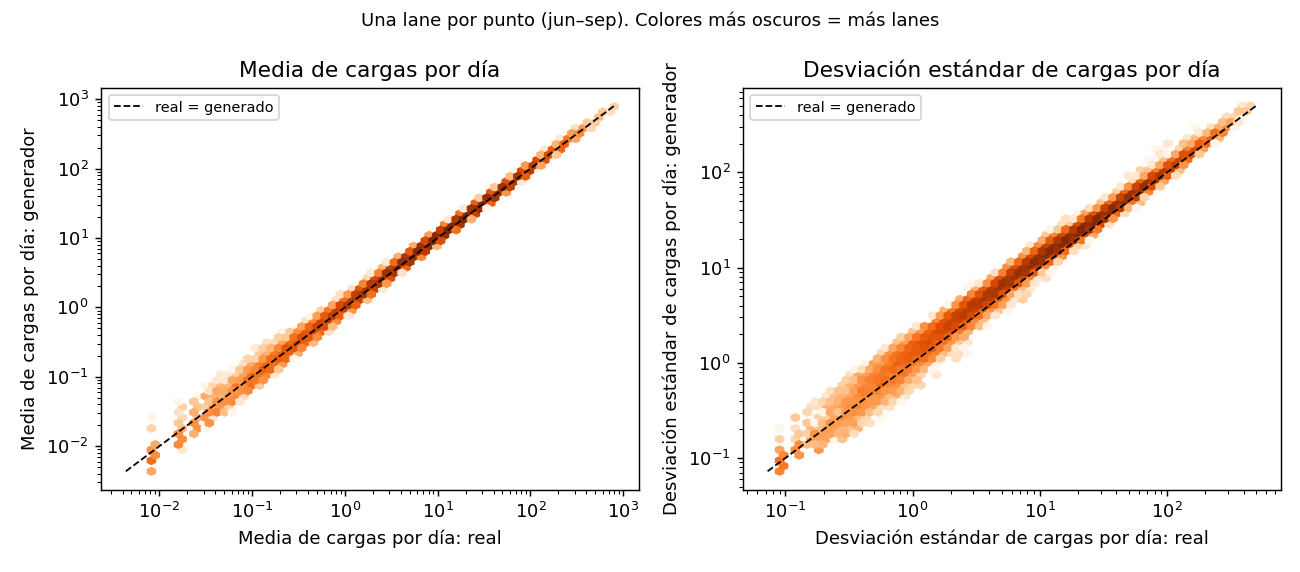 Una lane por punto (jun–sep). Colores más oscuros = más lanes
Media de cargas por día
real = generado
10³
10²
10¹
10⁰
10⁻¹
10⁻²
Media de cargas por día: generador
10⁻²
10⁻¹
10⁰
10¹
10²
10³
Media de cargas por día: real
Desviación estándar de cargas por día
real = generado
10²
10¹
10⁰
10⁻¹
Desviación estándar de cargas por día: generador
10⁻¹
10⁰
10¹
10²
Desviación estándar de cargas por día: real